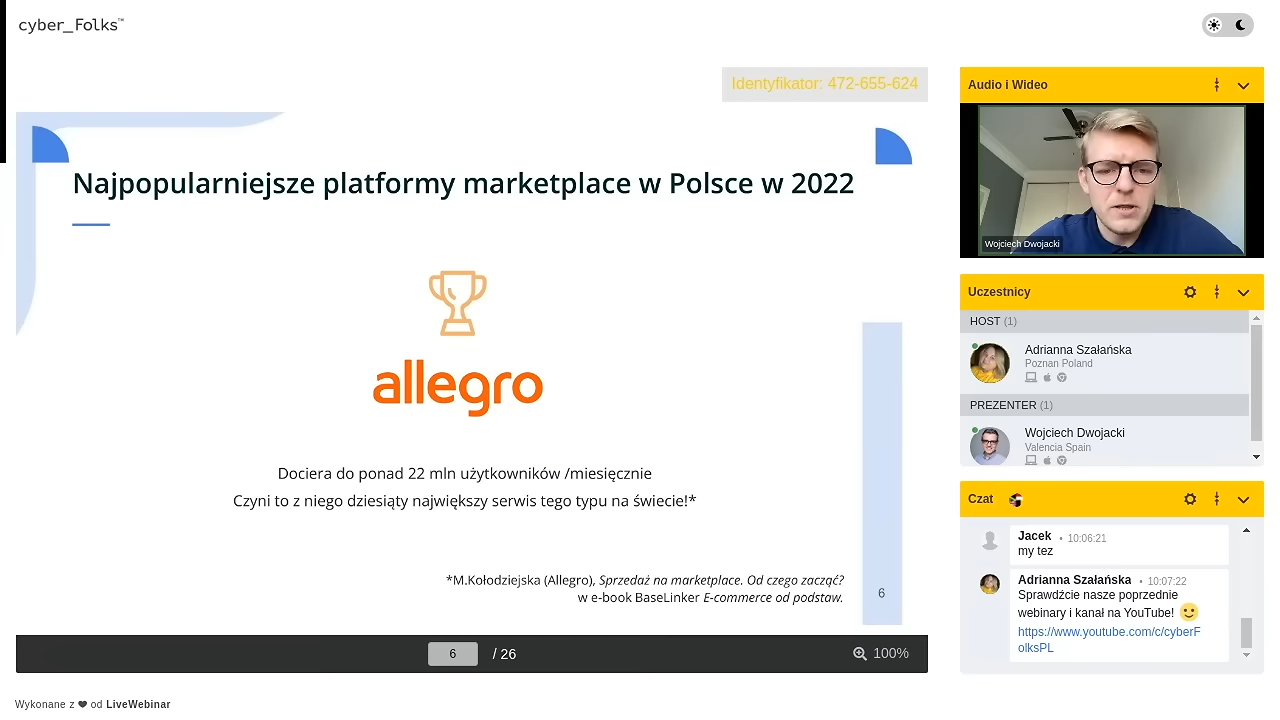 cyber_Folks™
Identyfikator: 472-655-624
Najpopularniejsze platformy marketplace w Polsce w 2022
allegro
Dociera do ponad 22 mln użytkowników /miesięcznie
Czyni to z niego dziesiąty największy serwis tego typu na świecie!*
*M.Kołodziejska (Allegro), Sprzedaż na marketplace. Od czego zacząć?
w e-book BaseLinker E-commerce od podstaw.
6
6 / 26
100%
Wykonane z ❤ od LiveWebinar
Audio i Wideo
Wojciech Dwojacki
Uczestnicy
HOST (1)
Adrianna Szałańska
Poznan Poland
PREZENTER (1)
Wojciech Dwojacki
Valencia Spain
Czat
Jacek • 10:06:21
my tez
Adrianna Szałańska • 10:07:22
Sprawdźcie nasze poprzednie
webinary i kanał na YouTube! 🙂
https://www.youtube.com/c/cyberF
olksPL